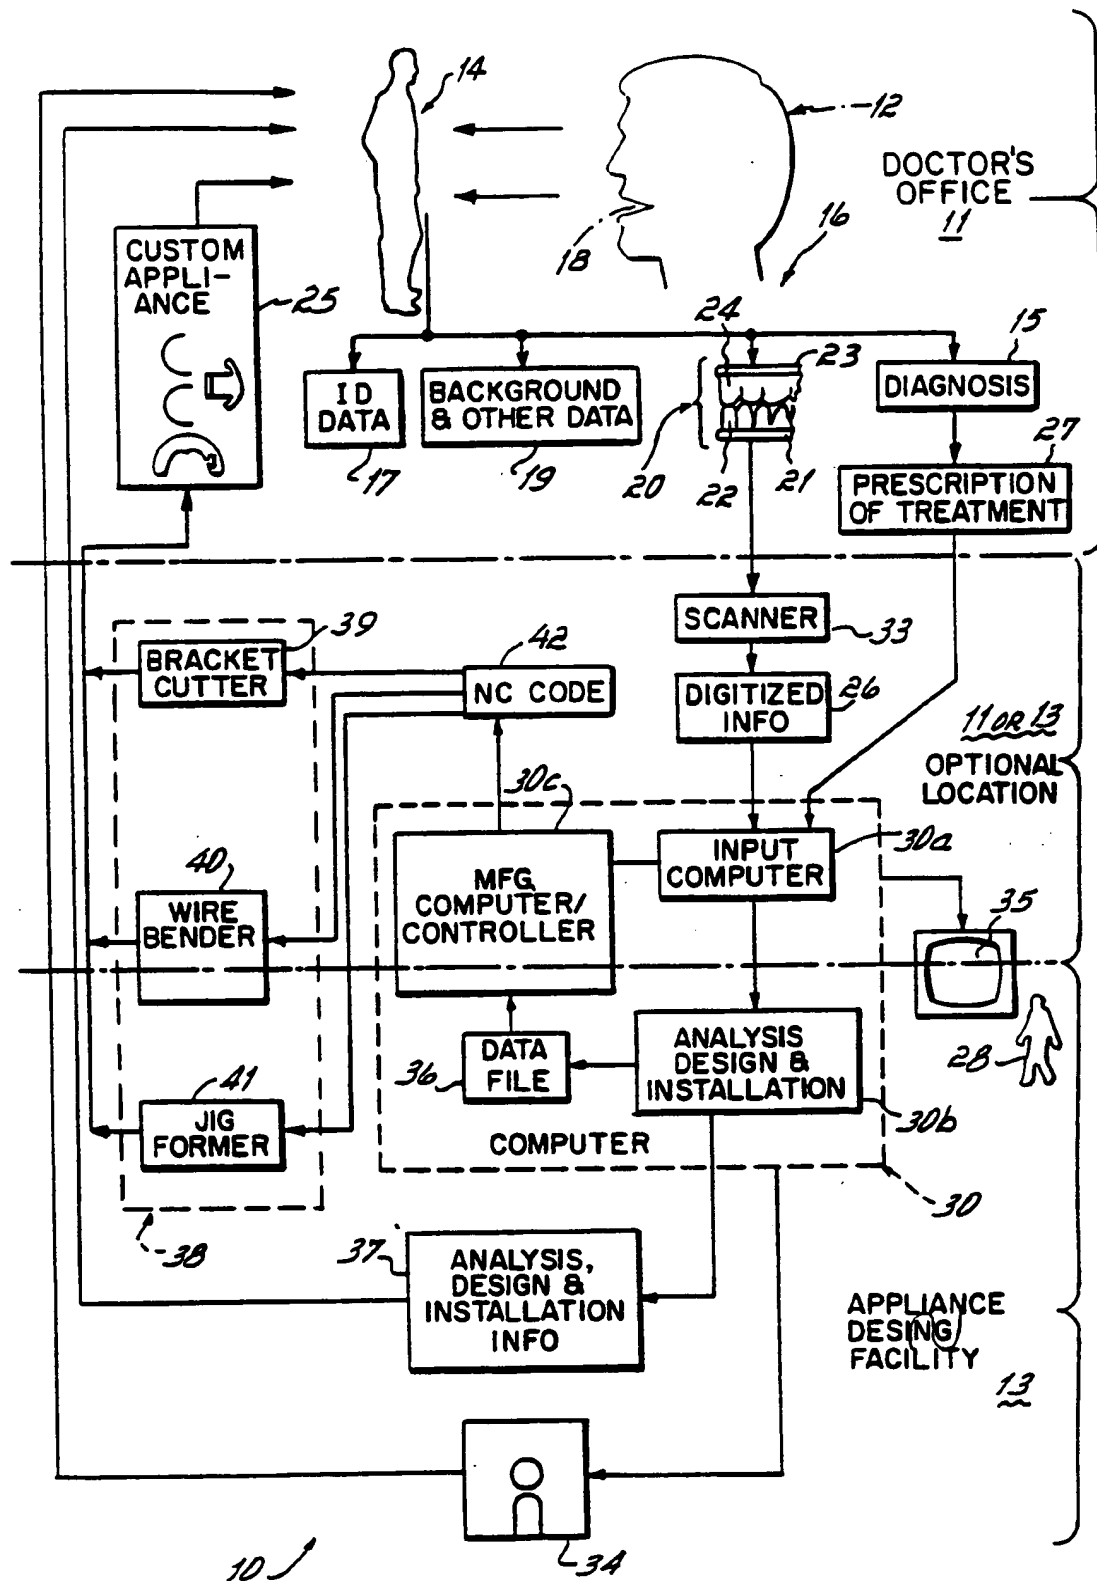 14
12
DOCTOR'S
OFFICE
11
16
18
CUSTOM
APPLI-
ANCE
25
24
23
15
ID
DATA
BACKGROUND
& OTHER DATA
DIAGNOSIS
17
19
20
22
21
27
PRESCRIPTION
OF TREATMENT
SCANNER
33
39
BRACKET
CUTTER
42
NC CODE
DIGITIZED
INFO
26
11 OR 13
OPTIONAL
LOCATION
30c
MFG.
COMPUTER/
CONTROLLER
INPUT
COMPUTER
30a
40
WIRE
BENDER
35
DATA
FILE
36
ANALYSIS
DESIGN &
INSTALLATION
28
30b
41
JIG
FORMER
COMPUTER
30
38
37
ANALYSIS,
DESIGN &
INSTALLATION
INFO
APPLIANCE
DESING
FACILITY
13
34
10